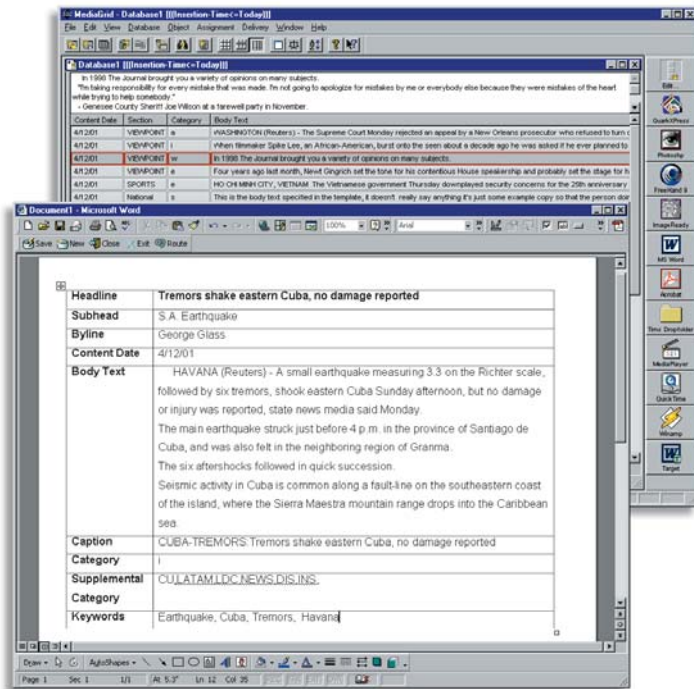 MediaGrid - Database1 [[[Insertion-Time<=Today]]]
File Edit View Database Object Assignment Delivery Window Help
Database1 [[[Insertion-Time<=Today]]]
In 1998 The Journal brought you a variety of opinions on many subjects.
"I'm taking responsibility for every mistake that was made. I'm not going to apologize for mistakes by me or everybody else because they were mistakes of the heart
while trying to help somebody."
- Genesee County Sheriff Joe Wilson at a farewell party in November.
Content Date Section Category Body Text
4/12/01 VIEWPOINT a WASHINGTON (Reuters) - The Supreme Court Monday rejected an appeal by a New Orleans prosecutor who refused to turn
4/12/01 VIEWPOINT i When filmmaker Spike Lee, an African-American, burst onto the seen about a decade ago he was asked if he ever planned to
4/12/01 VIEWPOINT w In 1998 The Journal brought you a variety of opinions on many subjects.
4/12/01 VIEWPOINT e Four years ago last month, Newt Gingrich set the tone for his contentious House speakership and probably set the stage for
4/12/01 SPORTS e HO CHI MINH CITY, VIETNAM The Vietnamese government Thursday downplayed security concerns for the 25th anniversary
4/12/01 National s This is the body text specified in the template, it doesn't really say anything it's just some example copy so that the person
Edit...
QuarkXPress
Photoshop
FreeHand 9
ImageReady
MS Word
Acrobat
Time Dropfolder
MediaPlayer
QuickTime
Winamp
Target
Document1 - Microsoft Word
100% Arial
Save New Close Exit Route
Headline Tremors shake eastern Cuba, no damage reported
Subhead S.A. Earthquake
Byline George Glass
Content Date 4/12/01
Body Text HAVANA (Reuters) - A small earthquake measuring 3.3 on the Richter scale,
followed by six tremors, shook eastern Cuba Sunday afternoon, but no damage
or injury was reported, state news media said Monday.
The main earthquake struck just before 4 p.m. in the province of Santiago de
Cuba, and was also felt in the neighboring region of Granma.
The six aftershocks followed in quick succession.
Seismic activity in Cuba is common along a fault-line on the southeastern coast
of the island, where the Sierra Maestra mountain range drops into the Caribbean
sea.
Caption CUBA-TREMORS:Tremors shake eastern Cuba, no damage reported
Category i
Supplemental CU,LATAM,LDC,NEWS,DIS,INS,
Category
Keywords Earthquake, Cuba, Tremors, Havana
Draw AutoShapes
Page 1 Sec 1 1/1 At 5.3" Ln 12 Col 35